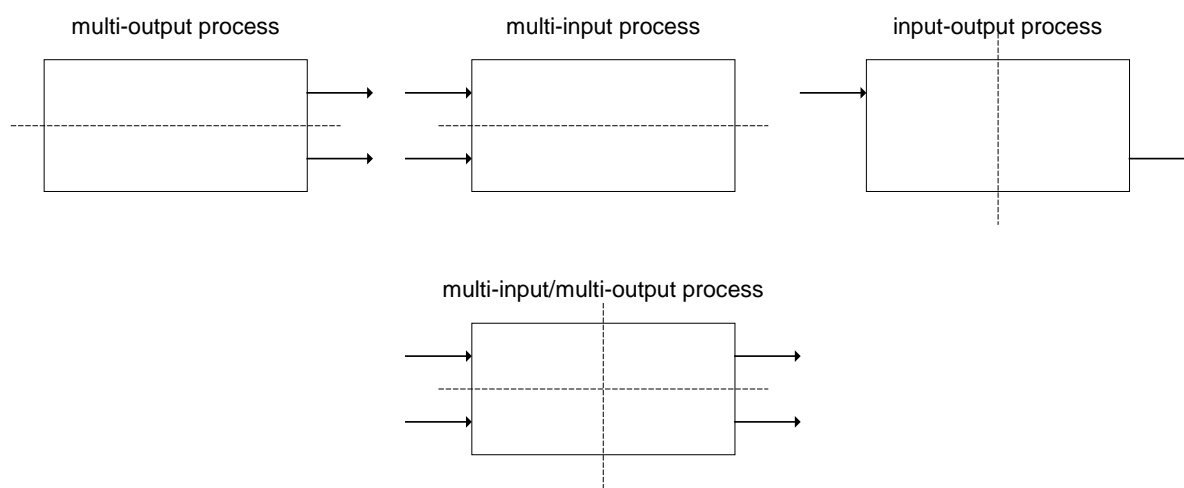 multi-output process
multi-input process
input-output process
multi-input/multi-output process